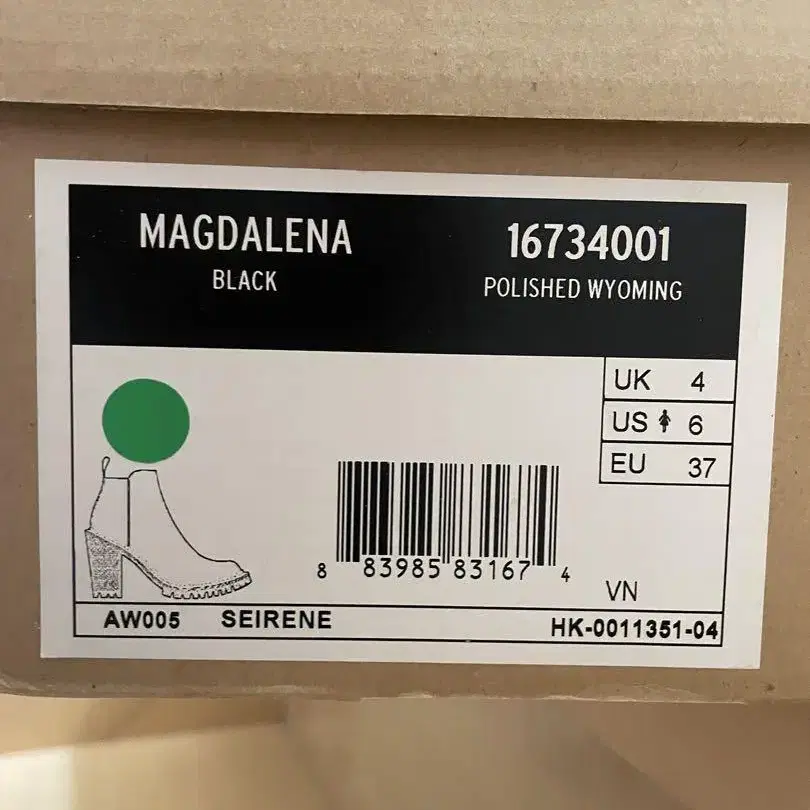 MAGDALENA
BLACK
16734001
POLISHED WYOMING
UK 4
US 6
EU 37
8 83985 83167 4
VN
AW005 SEIRENE
HK-0011351-04